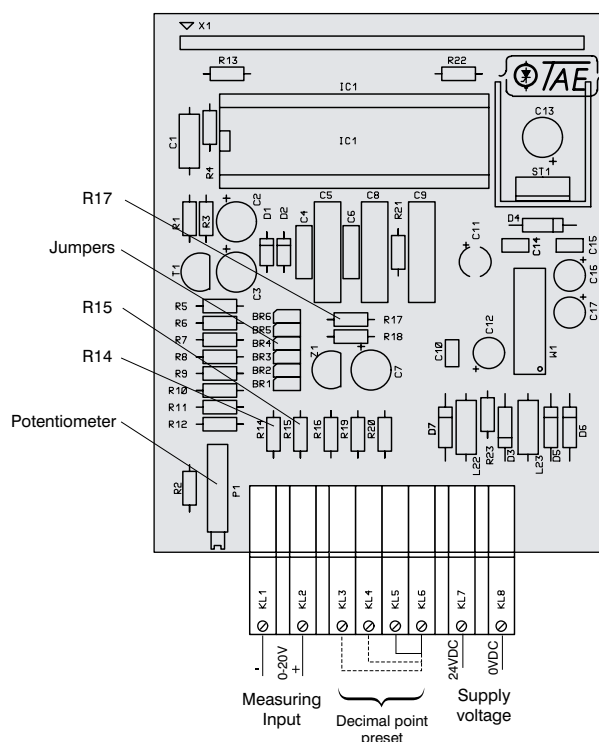 X1
R13
R22
TAE
IC1
IC1
C1
R4
C13
ST1
R17
R1
R3
C2
D1
D2
C4
C5
C6
C8
R21
C9
C11
D4
C14
C15
Jumpers
T1
C3
C16
C17
R15
R5
R6
R7
R8
R9
R10
R11
R12
BR6
BR5
BR4
BR3
BR2
BR1
R17
R18
Z1
C7
C10
C12
W1
R14
Potentiometer
R14
R15
R16
R19
R20
D7
L22
R23
D3
L23
D5
D6
R2
P1
KL1
KL2
KL3
KL4
KL5
KL6
KL7
KL8
-
0-20V
+
24VDC
0VDC
Measuring
Input
Decimal point
preset
Supply
voltage